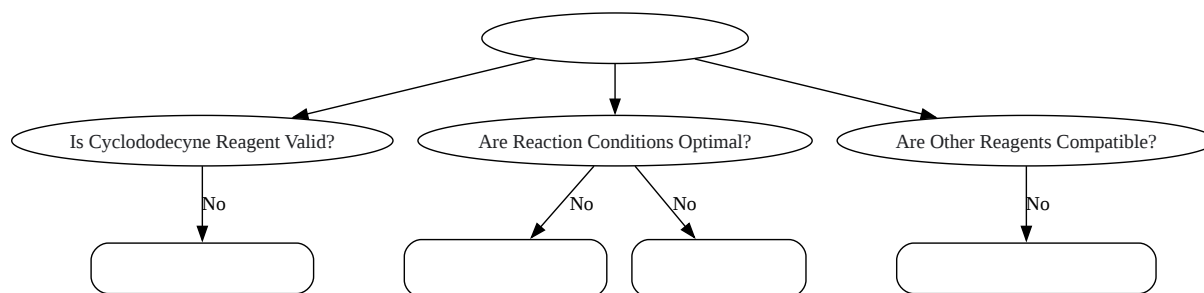 Is Cyclododecyne Reagent Valid?
Are Reaction Conditions Optimal?
Are Other Reagents Compatible?
No
No
No
No